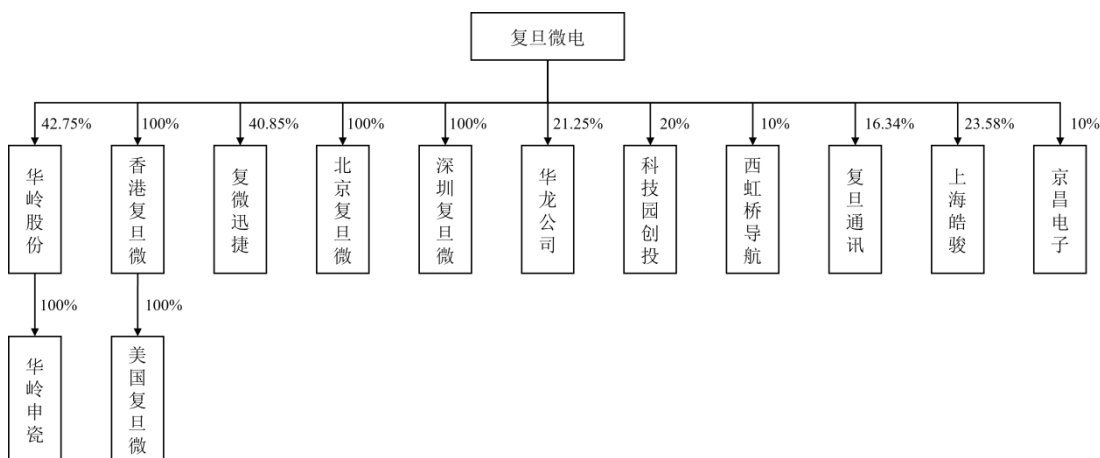 复旦微电
42.75%
100%
40.85%
100%
100%
21.25%
20%
10%
16.34%
23.58%
10%
华岭股份
香港复旦微
复微迅捷
北京复旦微
深圳复旦微
华龙公司
科技园创投
西虹桥导航
复旦通讯
上海皓骏
京昌电子
100%
100%
华岭申瓷
美国复旦微